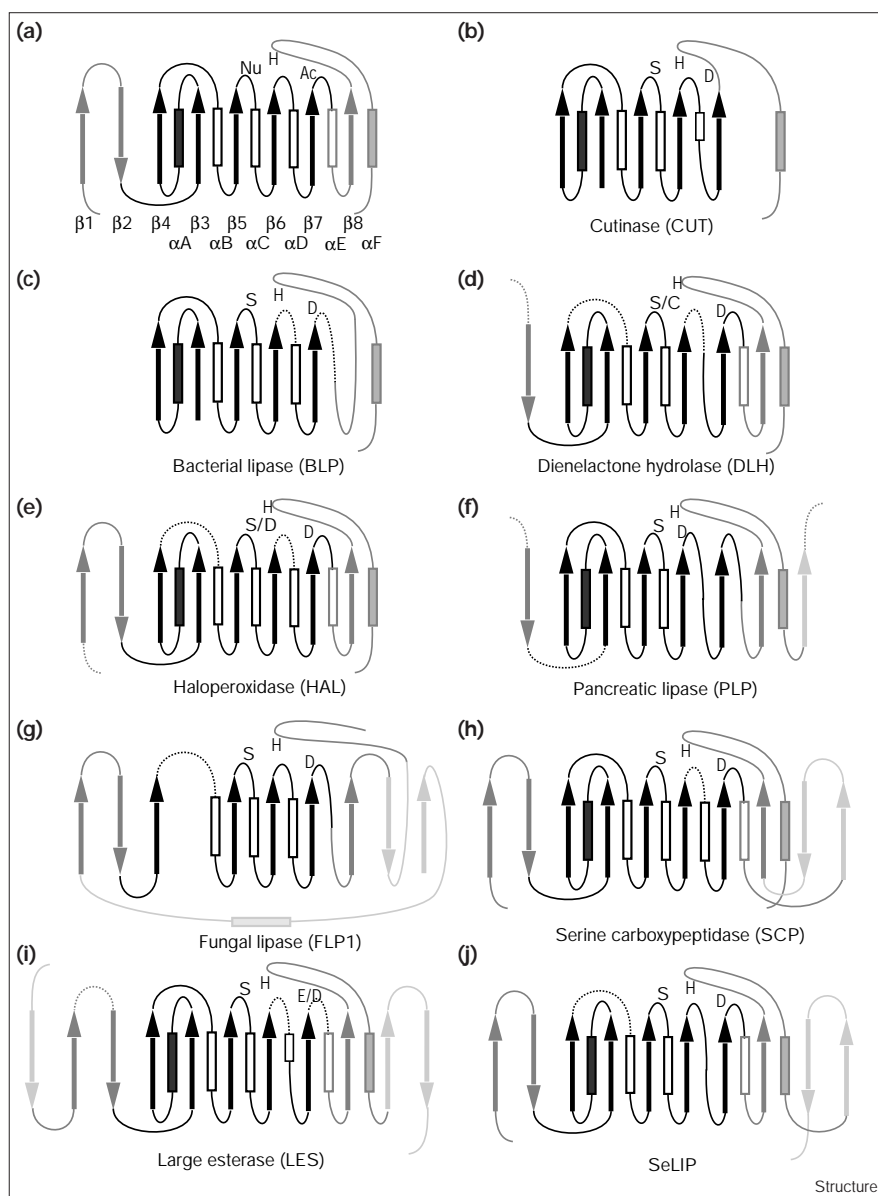 (a)
H
Nu
Ac
β1 β2 β4 β3 β5 β6 β7 β8
αA αB αC αD αE αF
(b)
H
S
D
Cutinase (CUT)
(c)
H
S
D
Bacterial lipase (BLP)
(d)
H
S/C
D
Dienelactone hydrolase (DLH)
(e)
H
S/D
D
Haloperoxidase (HAL)
(f)
H
S
D
Pancreatic lipase (PLP)
(g)
H
S
D
Fungal lipase (FLP1)
(h)
H
S
D
Serine carboxypeptidase (SCP)
(i)
H
S
E/D
Large esterase (LES)
(j)
H
S
D
SeLIP
Structure